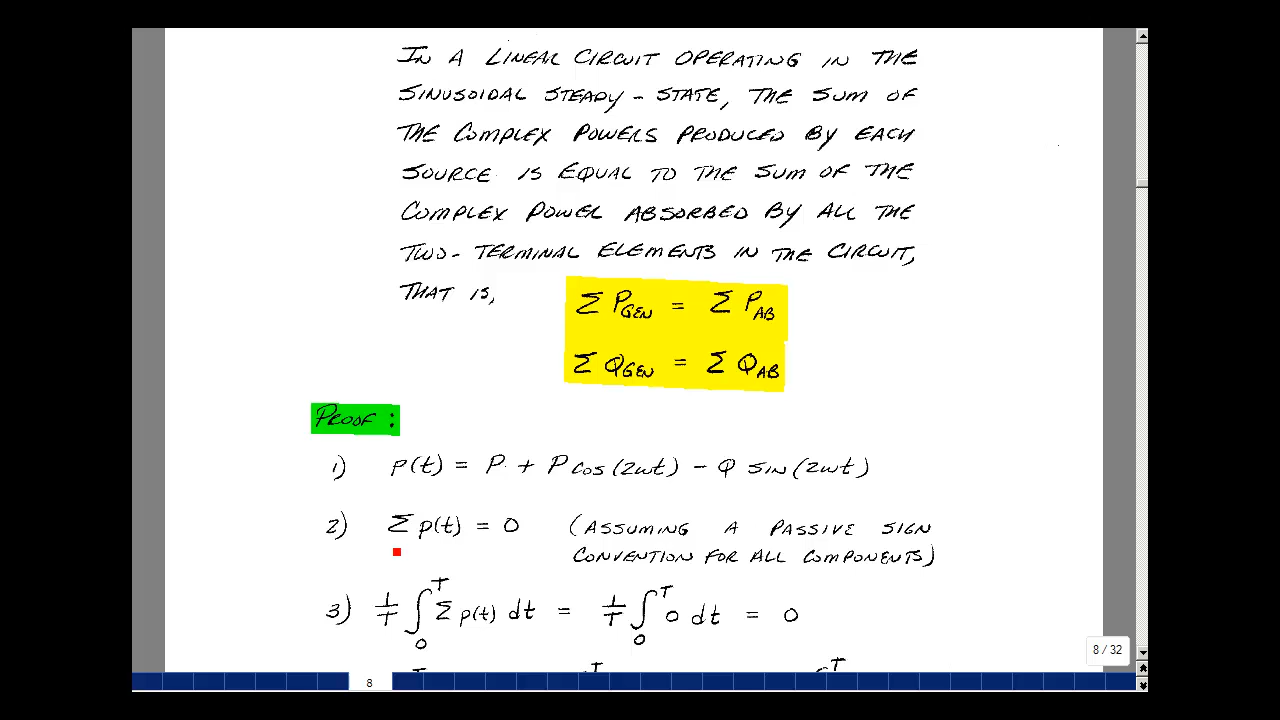 IN A LINEAR CIRCUIT OPERATING IN THE
SINUSOIDAL STEADY-STATE, THE SUM OF
THE COMPLEX POWERS PRODUCED BY EACH
SOURCE IS EQUAL TO THE SUM OF THE
COMPLEX POWER ABSORBED BY ALL THE
TWO-TERMINAL ELEMENTS IN THE CIRCUIT,
THAT IS,
Σ P_GEN = Σ P_AB
Σ Q_GEN = Σ Q_AB
PROOF:
1) p(t) = P + P cos(2ωt) - Q SIN(2ωt)
2) Σ p(t) = 0 (ASSUMING A PASSIVE SIGN
CONVENTION FOR ALL COMPONENTS)
3) 1/T ∫₀ᵀ Σ p(t) dt = 1/T ∫₀ᵀ 0 dt = 0
8 / 32
8